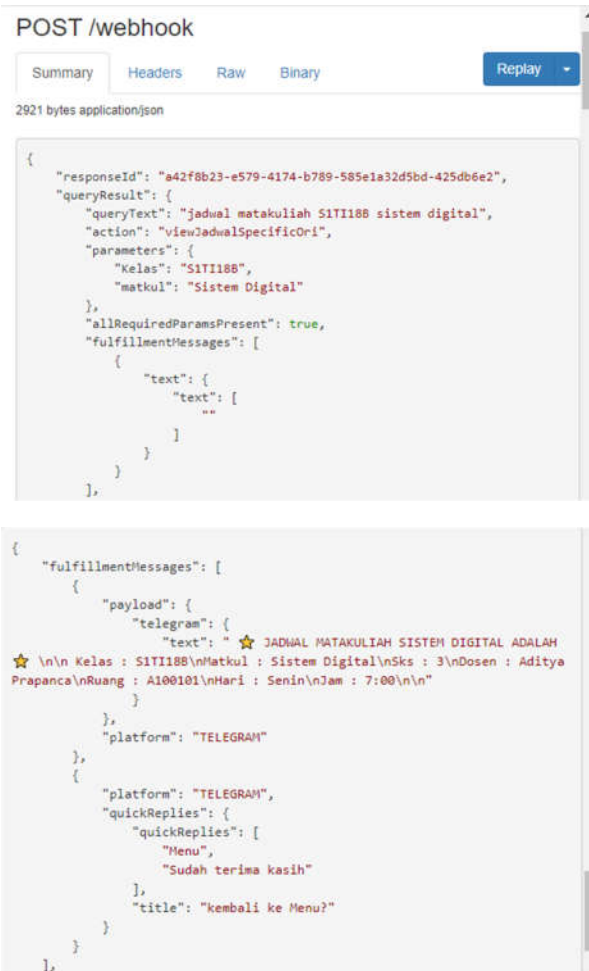 POST /webhook
Summary Headers Raw Binary Replay
2921 bytes application/json
{
"responseId": "a42f8b23-e579-4174-b789-585e1a32d5bd-425db6e2",
"queryResult": {
"queryText": "jadwal matakuliah S1TI18B sistem digital",
"action": "viewJadwalSpecificOri",
"parameters": {
"Kelas": "S1TI18B",
"matkul": "Sistem Digital"
},
"allRequiredParamsPresent": true,
"fulfillmentMessages": [
{
"text": {
"text": [
""
]
}
}
],
{
"fulfillmentMessages": [
{
"payload": {
"telegram": {
"text": " ⭐ JADWAL MATAKULIAH SISTEM DIGITAL ADALAH
⭐ \n\n Kelas : S1TI18B\nMatkul : Sistem Digital\nSks : 3\nDosen : Aditya
Prapanca\nRuang : A100101\nHari : Senin\nJam : 7:00\n\n"
}
},
"platform": "TELEGRAM"
},
{
"platform": "TELEGRAM",
"quickReplies": {
"quickReplies": [
"Menu",
"Sudah terima kasih"
],
"title": "kembali ke Menu?"
}
}
],